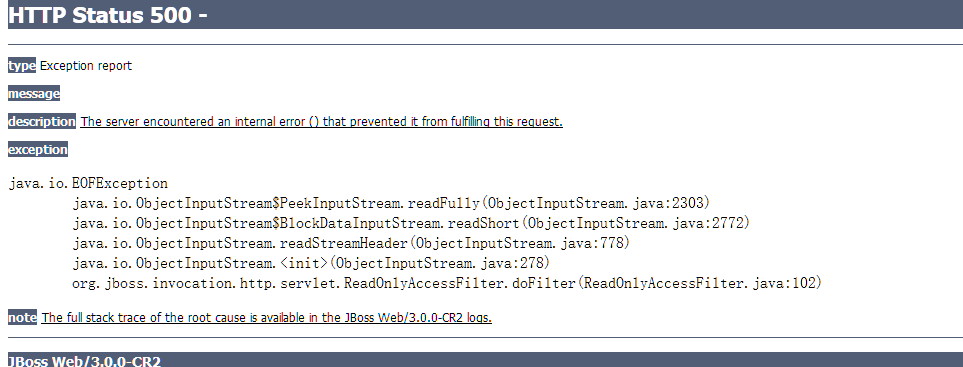 HTTP Status 500 -
type Exception report
message
description The server encountered an internal error () that prevented it from fulfilling this request.
exception
java.io.EOFException
java.io.ObjectInputStream$PeekInputStream.readFully(ObjectInputStream.java:2303)
java.io.ObjectInputStream$BlockDataInputStream.readShort(ObjectInputStream.java:2772)
java.io.ObjectInputStream.readStreamHeader(ObjectInputStream.java:778)
java.io.ObjectInputStream.<init>(ObjectInputStream.java:278)
org.jboss.invocation.http.servlet.ReadOnlyAccessFilter.doFilter(ReadOnlyAccessFilter.java:102)
note The full stack trace of the root cause is available in the JBoss Web/3.0.0-CR2 logs.
JBoss Web/3.0.0-CR2